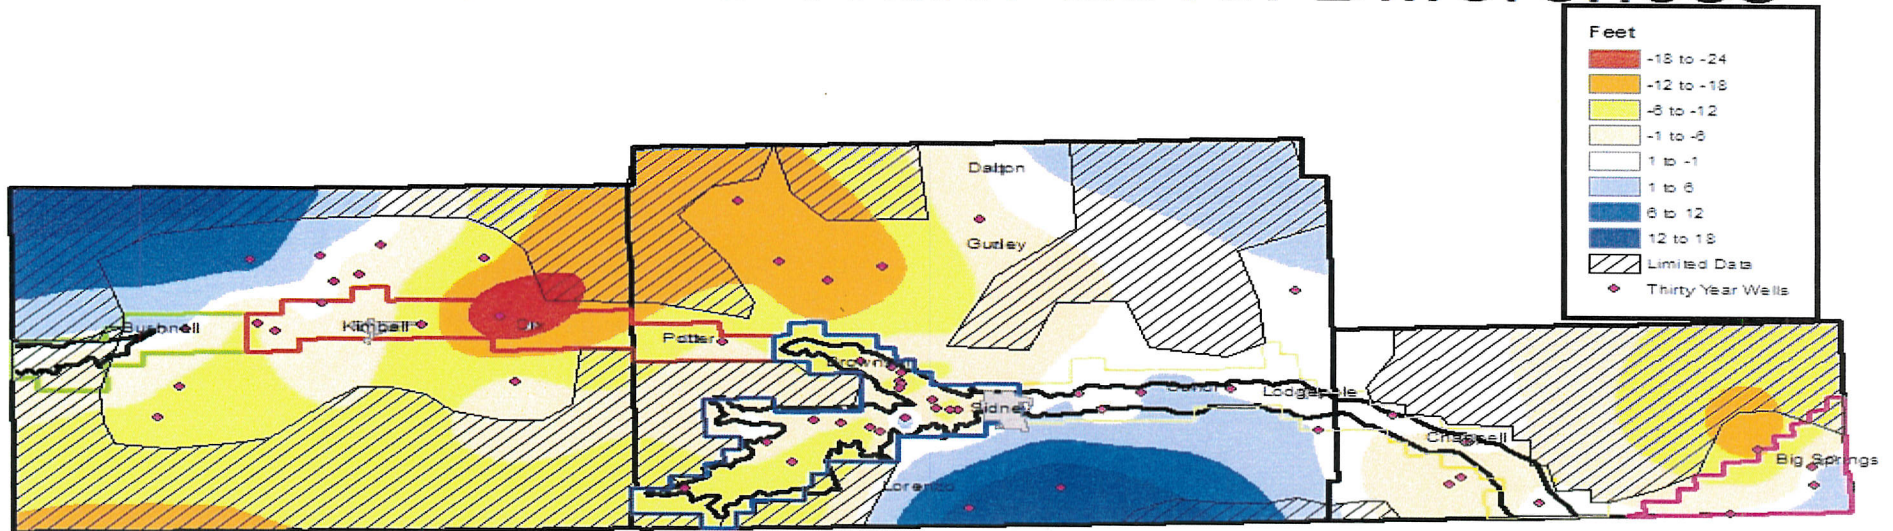 Feet
-18 to -24
-12 to -18
-6 to -12
-1 to -6
1 to -1
1 to 6
6 to 12
12 to 18
Limited Data
Thirty Year Wells
Dalton
Gurley
Bushnell
Kimball
Dix
Potter
Sidney
Lodgepole
Chappell
Big Springs
Lorenzo